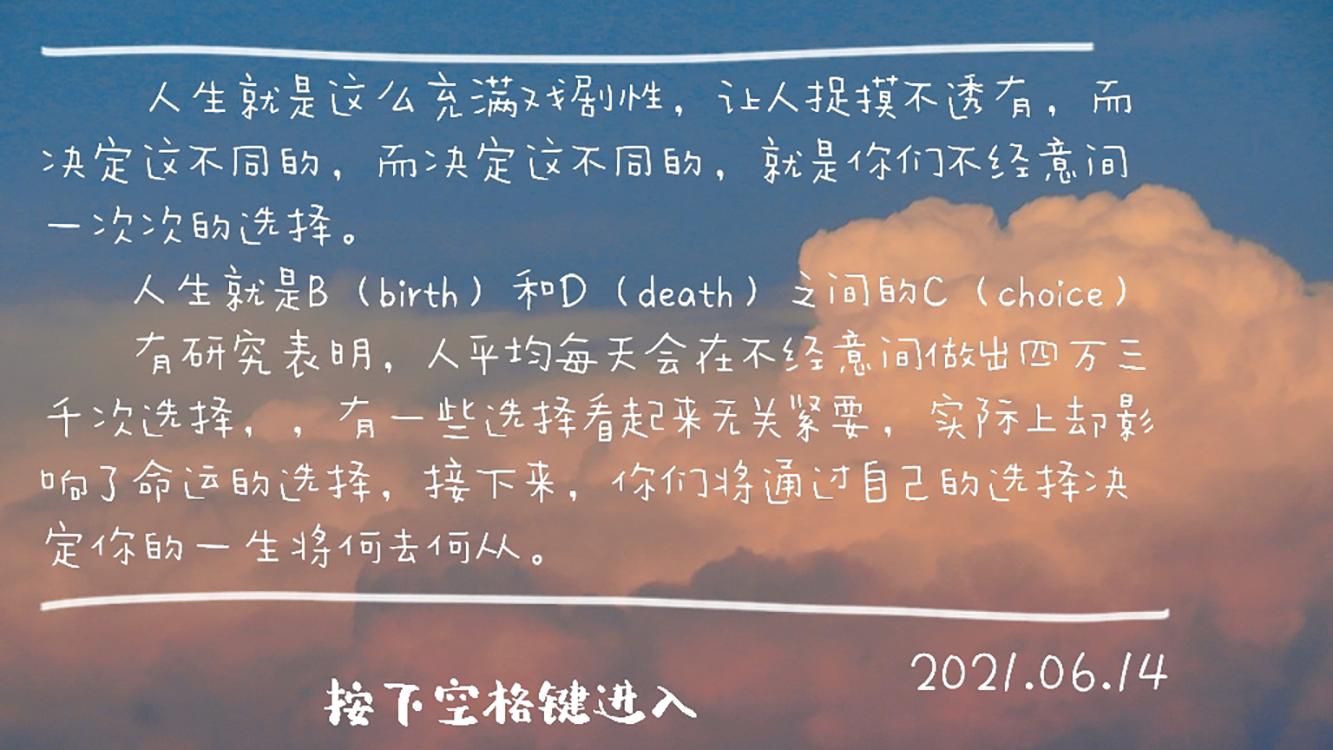 人生就是这么充满戏剧性，让人捉摸不透有，而
决定这不同的，而决定这不同的，就是你们不经意间
一次次的选择。
人生就是B（birth）和D（death）之间的C（choice）
有研究表明，人平均每天会在不经意间做出四万三
千次选择，，有一些选择看起来无关紧要，实际上却影
响了命运的选择，接下来，你们将通过自己的选择决
定你的一生将何去何从。
2021.06.14
按下空格键进入